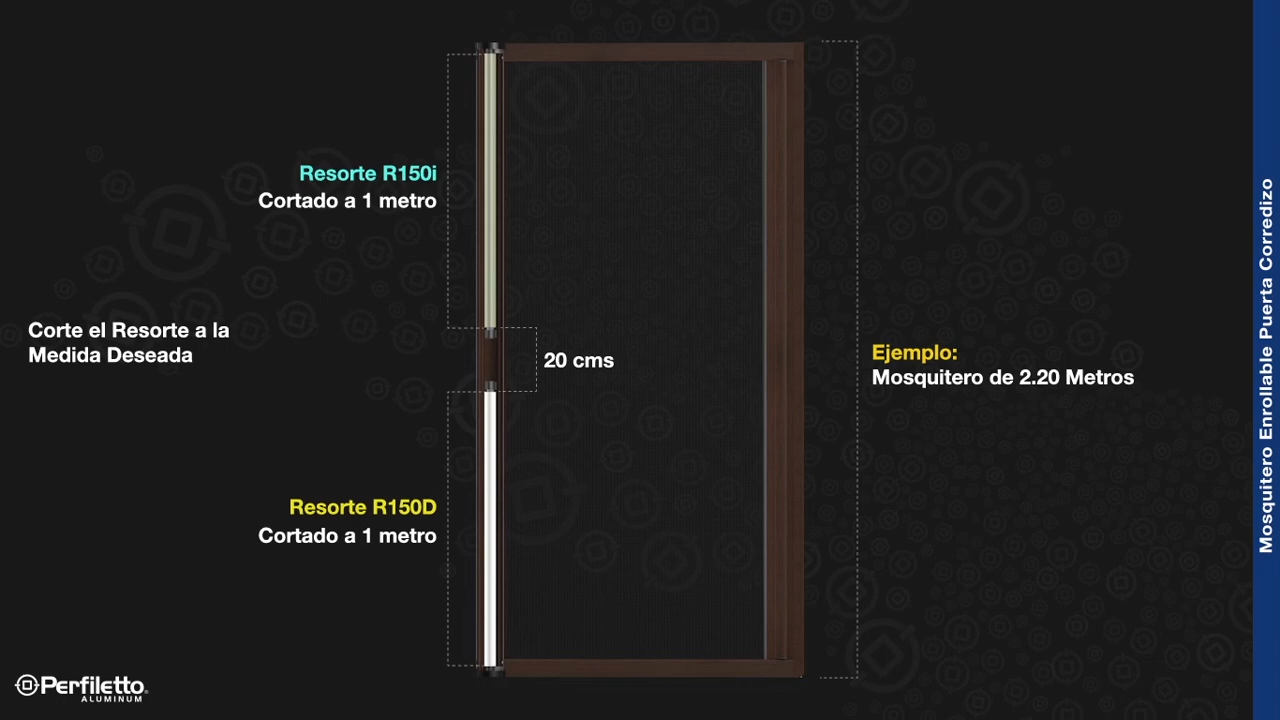 Resorte R150i
Cortado a 1 metro
Corte el Resorte a la
Medida Deseada
20 cms
Ejemplo:
Mosquitero de 2.20 Metros
Resorte R150D
Cortado a 1 metro
Mosquitero Enrollable Puerta Corredizo
Perfiletto
ALUMINUM